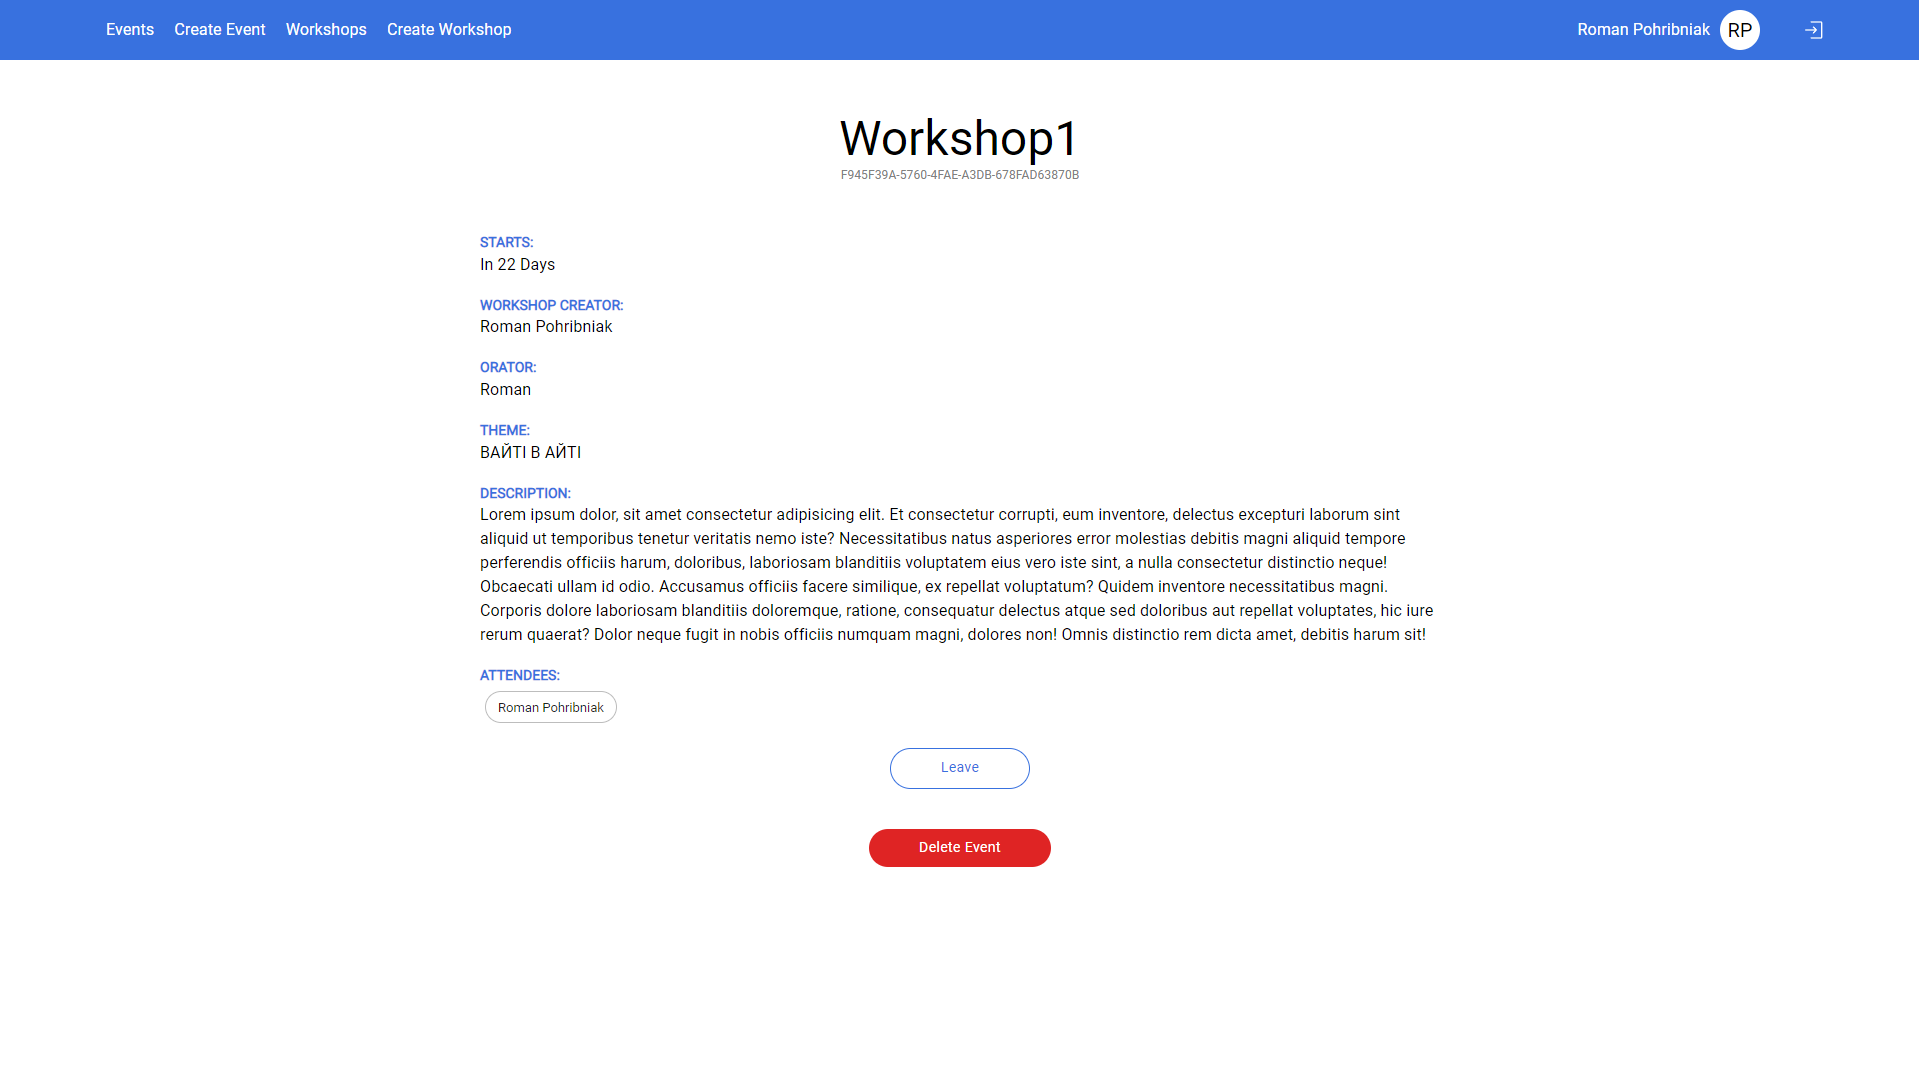 Events Create Event Workshops Create Workshop Roman Pohribniak RP
Workshop1
F945F39A-5760-4FAE-A3DB-678FAD63870B
STARTS:
In 22 Days
WORKSHOP CREATOR:
Roman Pohribniak
ORATOR:
Roman
THEME:
ВАЙТІ В АЙТІ
DESCRIPTION:
Lorem ipsum dolor, sit amet consectetur adipisicing elit. Et consectetur corrupti, eum inventore, delectus excepturi laborum sint
aliquid ut temporibus tenetur veritatis nemo iste? Necessitatibus natus asperiores error molestias debitis magni aliquid tempore
perferendis officiis harum, doloribus, laboriosam blanditiis voluptatem eius vero iste sint, a nulla consectetur distinctio neque!
Obcaecati ullam id odio. Accusamus officiis facere similique, ex repellat voluptatum? Quidem inventore necessitatibus magni.
Corporis dolore laboriosam blanditiis doloremque, ratione, consequatur delectus atque sed doloribus aut repellat voluptates, hic iure
rerum quaerat? Dolor neque fugit in nobis officiis numquam magni, dolores non! Omnis distinctio rem dicta amet, debitis harum sit!
ATTENDEES:
Roman Pohribniak
Leave
Delete Event